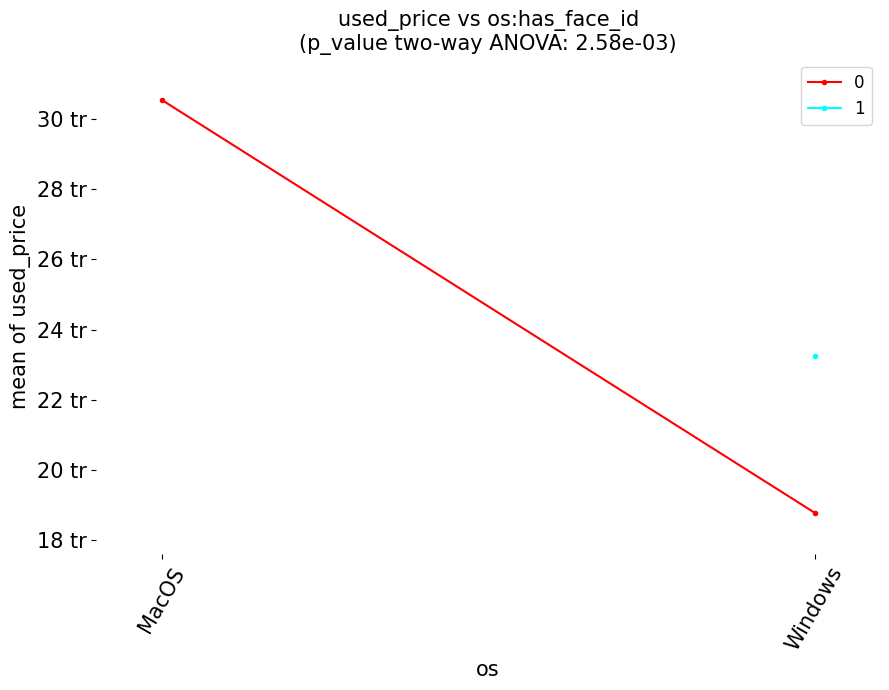 used_price vs os:has_face_id
(p_value two-way ANOVA: 2.58e-03)
0
1
mean of used_price
30 tr
28 tr
26 tr
24 tr
22 tr
20 tr
18 tr
MacOS
Windows
os